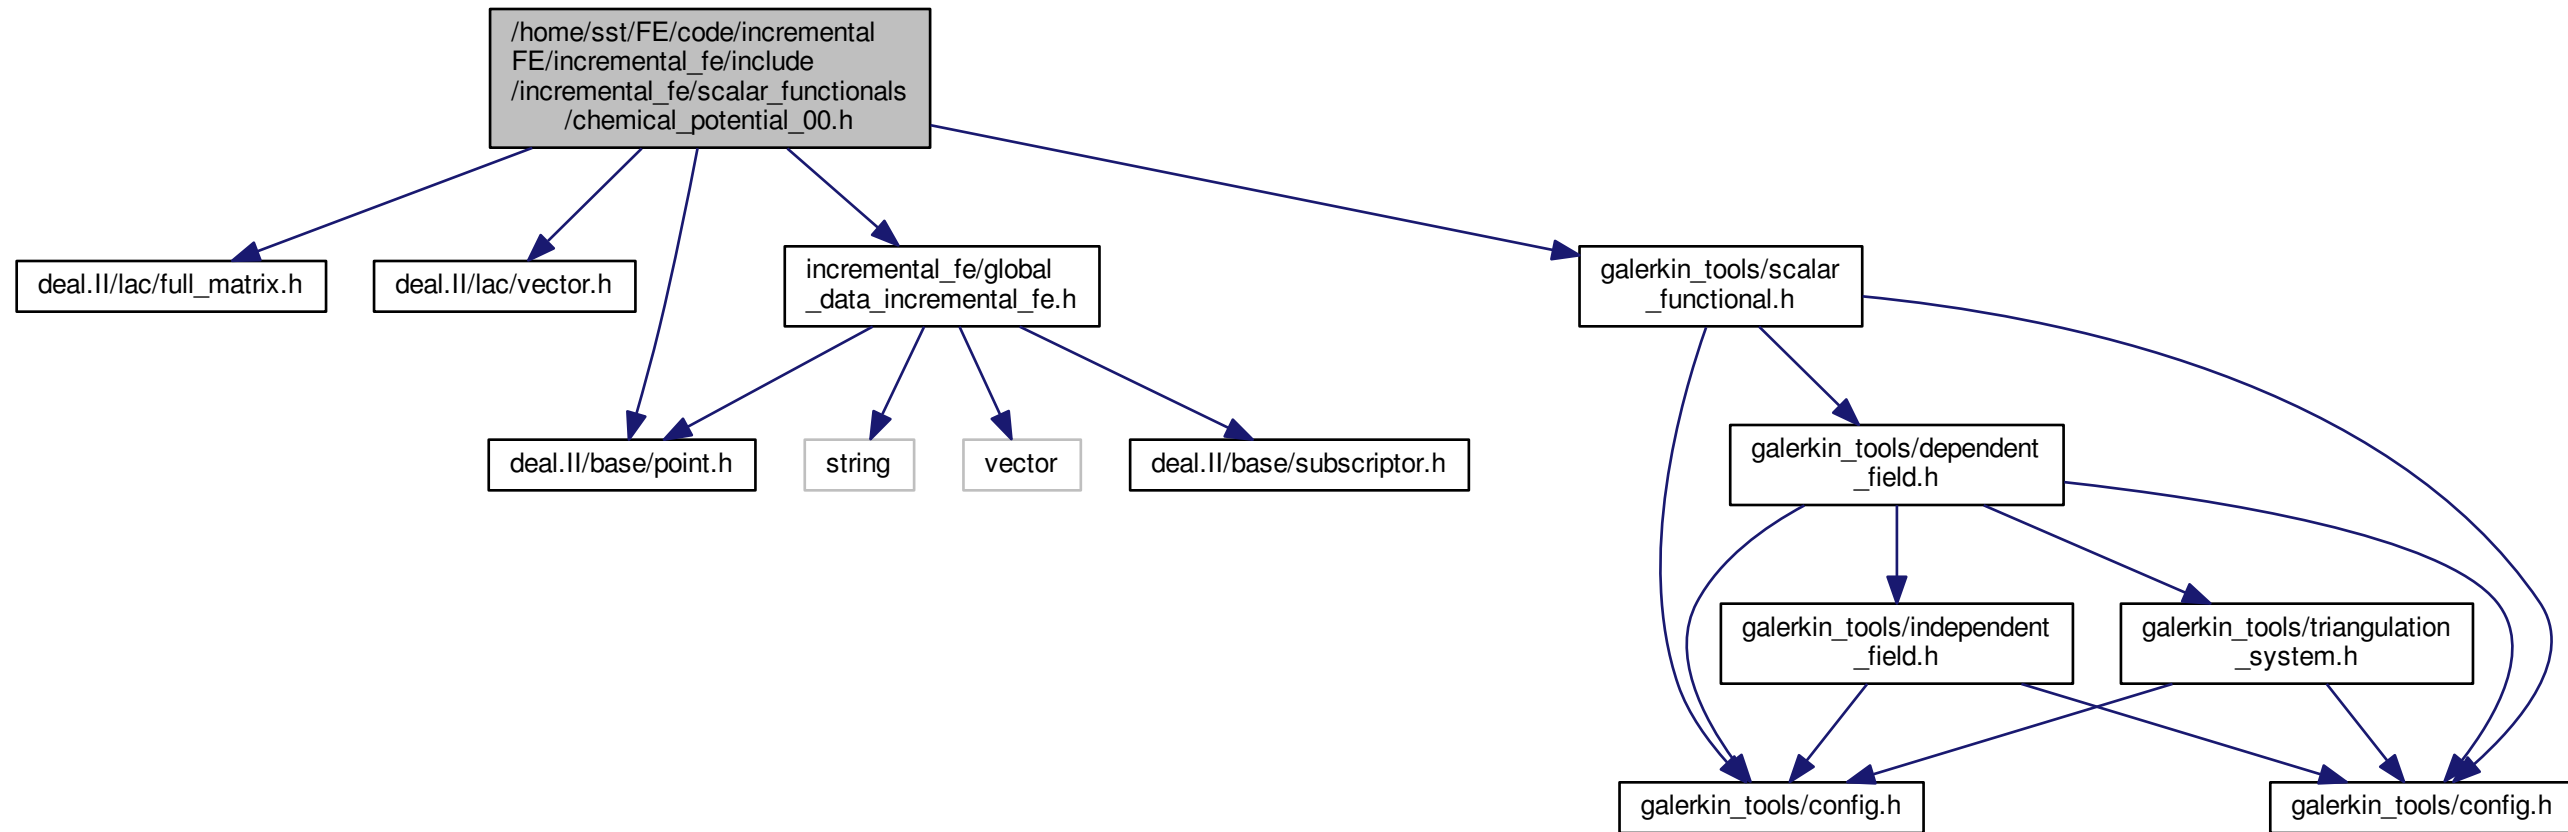 /home/sst/FE/code/incremental
FE/incremental_fe/include
/incremental_fe/scalar_functionals
/chemical_potential_00.h
deal.II/lac/full_matrix.h
deal.II/lac/vector.h
incremental_fe/global
_data_incremental_fe.h
galerkin_tools/scalar
_functional.h
deal.II/base/point.h
string
vector
deal.II/base/subscriptor.h
galerkin_tools/dependent
_field.h
galerkin_tools/independent
_field.h
galerkin_tools/triangulation
_system.h
galerkin_tools/config.h
galerkin_tools/config.h